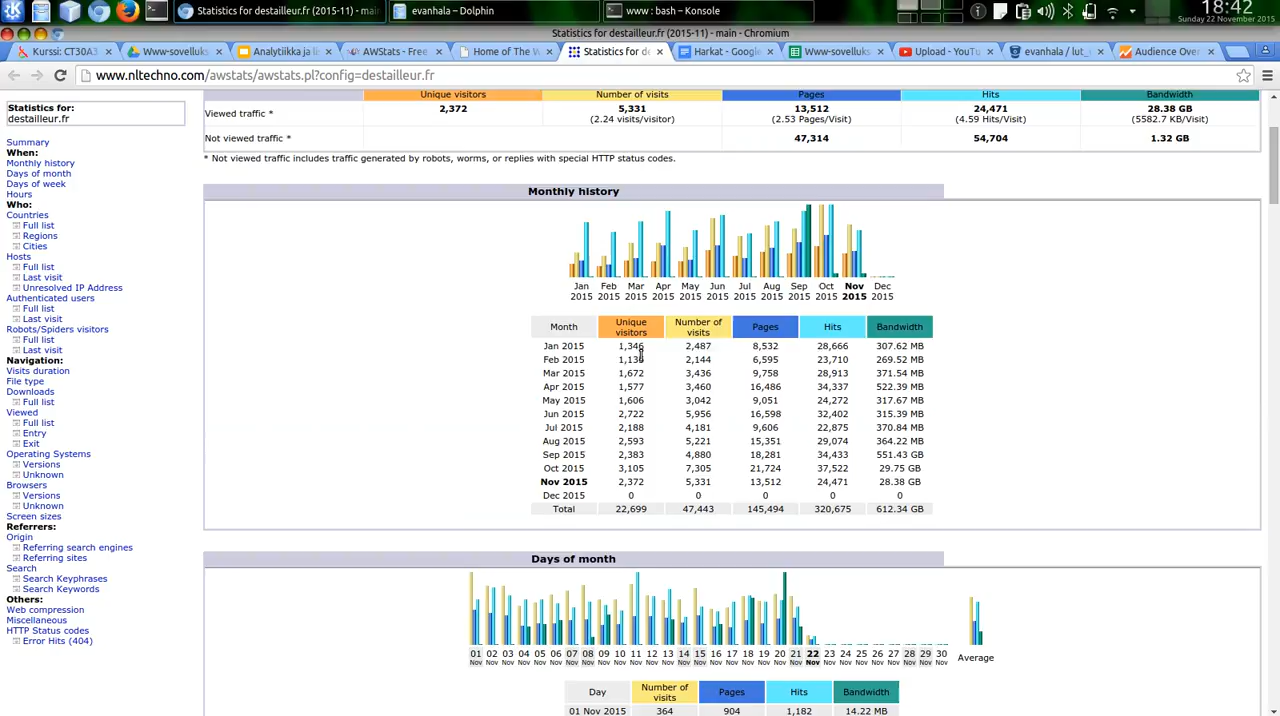 Statistics for destailleur.fr (2015-11) - main
evanhala – Dolphin
www : bash – Konsole
18:42
Sunday 22 November 2015
Statistics for destailleur.fr (2015-11) - main - Chromium
Kurssi: CT30A3
Www-sovelluks
Analytiikka ja lis
AWStats - Free
Home of The W
Statistics for de
Harkat - Google
Www-sovelluks
Upload - YouTu
evanhala / lut_
Audience Over
www.nltechno.com/awstats/awstats.pl?config=destailleur.fr
Statistics for:
destailleur.fr
Summary
When:
Monthly history
Days of month
Days of week
Hours
Who:
Countries
Full list
Regions
Cities
Hosts
Full list
Last visit
Unresolved IP Address
Authenticated users
Full list
Last visit
Robots/Spiders visitors
Full list
Last visit
Navigation:
Visits duration
File type
Downloads
Full list
Viewed
Full list
Entry
Exit
Operating Systems
Versions
Unknown
Browsers
Versions
Unknown
Screen sizes
Referrers:
Origin
Referring search engines
Referring sites
Search
Search Keyphrases
Search Keywords
Others:
Web compression
Miscellaneous
HTTP Status codes
Error Hits (404)
Unique visitors Number of visits Pages Hits Bandwidth
Viewed traffic * 2,372 5,331 13,512 24,471 28.38 GB
(2.24 visits/visitor) (2.53 Pages/Visit) (4.59 Hits/Visit) (5582.7 KB/Visit)
Not viewed traffic * 47,314 54,704 1.32 GB
* Not viewed traffic includes traffic generated by robots, worms, or replies with special HTTP status codes.
Monthly history
Jan Feb Mar Apr May Jun Jul Aug Sep Oct Nov Dec
2015 2015 2015 2015 2015 2015 2015 2015 2015 2015 2015 2015
Month Unique visitors Number of visits Pages Hits Bandwidth
Jan 2015 1,346 2,487 8,532 28,666 307.62 MB
Feb 2015 2,144 6,595 23,710 269.52 MB
Mar 2015 1,672 3,436 9,758 28,913 371.54 MB
Apr 2015 1,577 3,460 16,486 34,337 522.39 MB
May 2015 1,606 3,042 9,051 24,272 317.67 MB
Jun 2015 2,722 5,956 16,598 32,402 315.39 MB
Jul 2015 2,188 4,181 9,606 22,875 370.84 MB
Aug 2015 2,593 5,221 15,351 29,074 364.22 MB
Sep 2015 2,383 4,880 18,281 34,433 551.43 GB
Oct 2015 3,105 7,305 21,724 37,522 29.75 GB
Nov 2015 2,372 5,331 13,512 24,471 28.38 GB
Dec 2015 0 0 0 0 0
Total 22,699 47,443 145,494 320,675 612.34 GB
Days of month
01 02 03 04 05 06 07 08 09 10 11 12 13 14 15 16 17 18 19 20 21 22 23 24 25 26 27 28 29 30
Nov Nov Nov Nov Nov Nov Nov Nov Nov Nov Nov Nov Nov Nov Nov Nov Nov Nov Nov Nov Nov Nov Nov Nov Nov Nov Nov Nov Nov Nov
Average
Day Number of visits Pages Hits Bandwidth
01 Nov 2015 364 904 1,182 14.22 MB